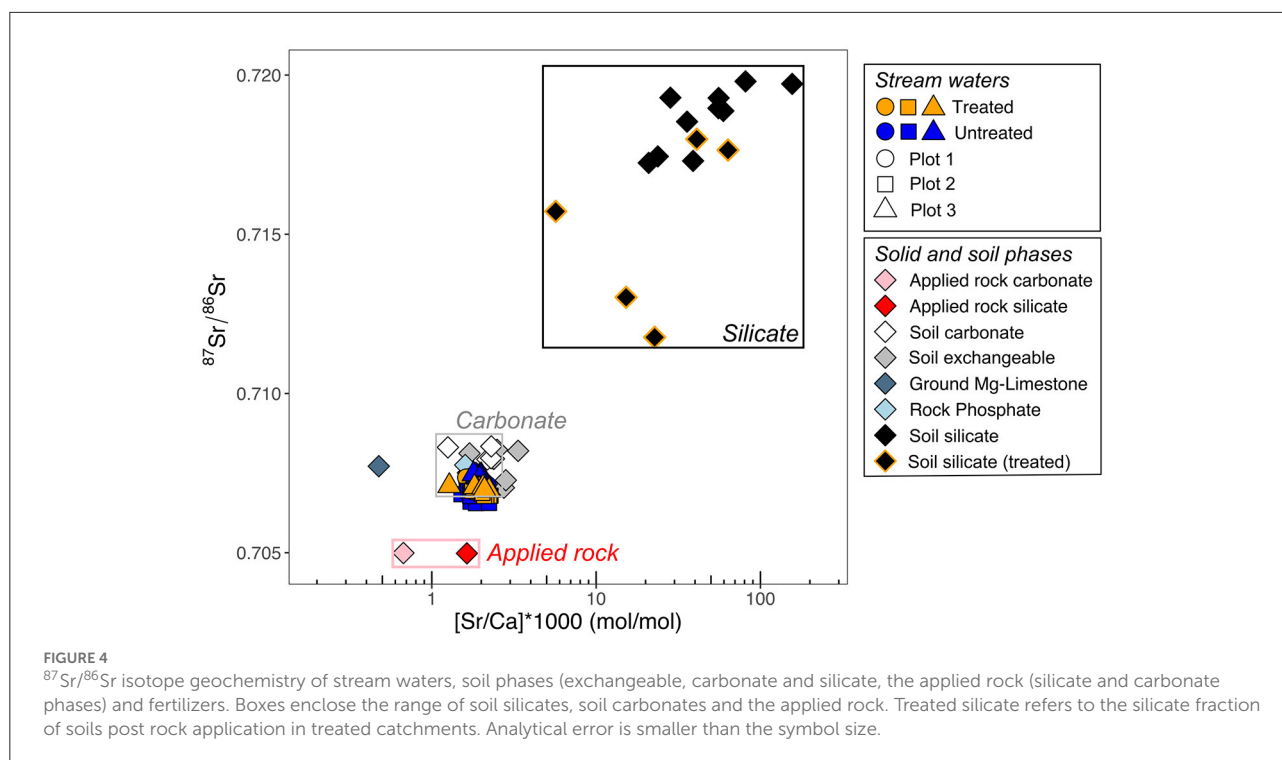 0.720
0.715
0.710
0.705
87Sr/86Sr
1
10
100
[Sr/Ca]*1000 (mol/mol)
Silicate
Carbonate
Applied rock
Stream waters
Treated
Untreated
Plot 1
Plot 2
Plot 3
Solid and soil phases
Applied rock carbonate
Applied rock silicate
Soil carbonate
Soil exchangeable
Ground Mg-Limestone
Rock Phosphate
Soil silicate
Soil silicate (treated)
FIGURE 4
87Sr/86Sr isotope geochemistry of stream waters, soil phases (exchangeable, carbonate and silicate, the applied rock (silicate and carbonate
phases) and fertilizers. Boxes enclose the range of soil silicates, soil carbonates and the applied rock. Treated silicate refers to the silicate fraction
of soils post rock application in treated catchments. Analytical error is smaller than the symbol size.